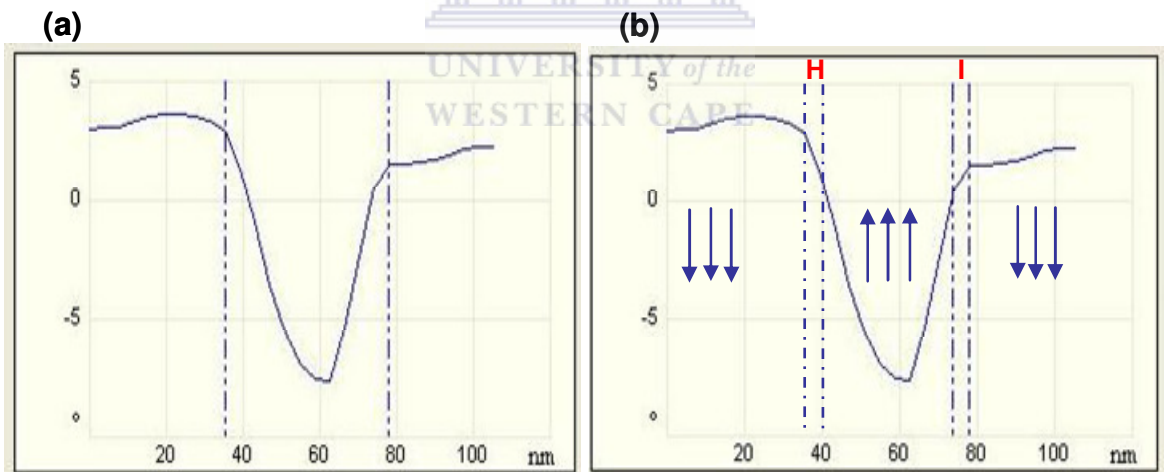 (a)
(b)
UNIVERSITY of the
WESTERN CAPE
5
0
-5
°
20 40 60 80 100 nm
H I
5
0
-5
°
20 40 60 80 100 nm